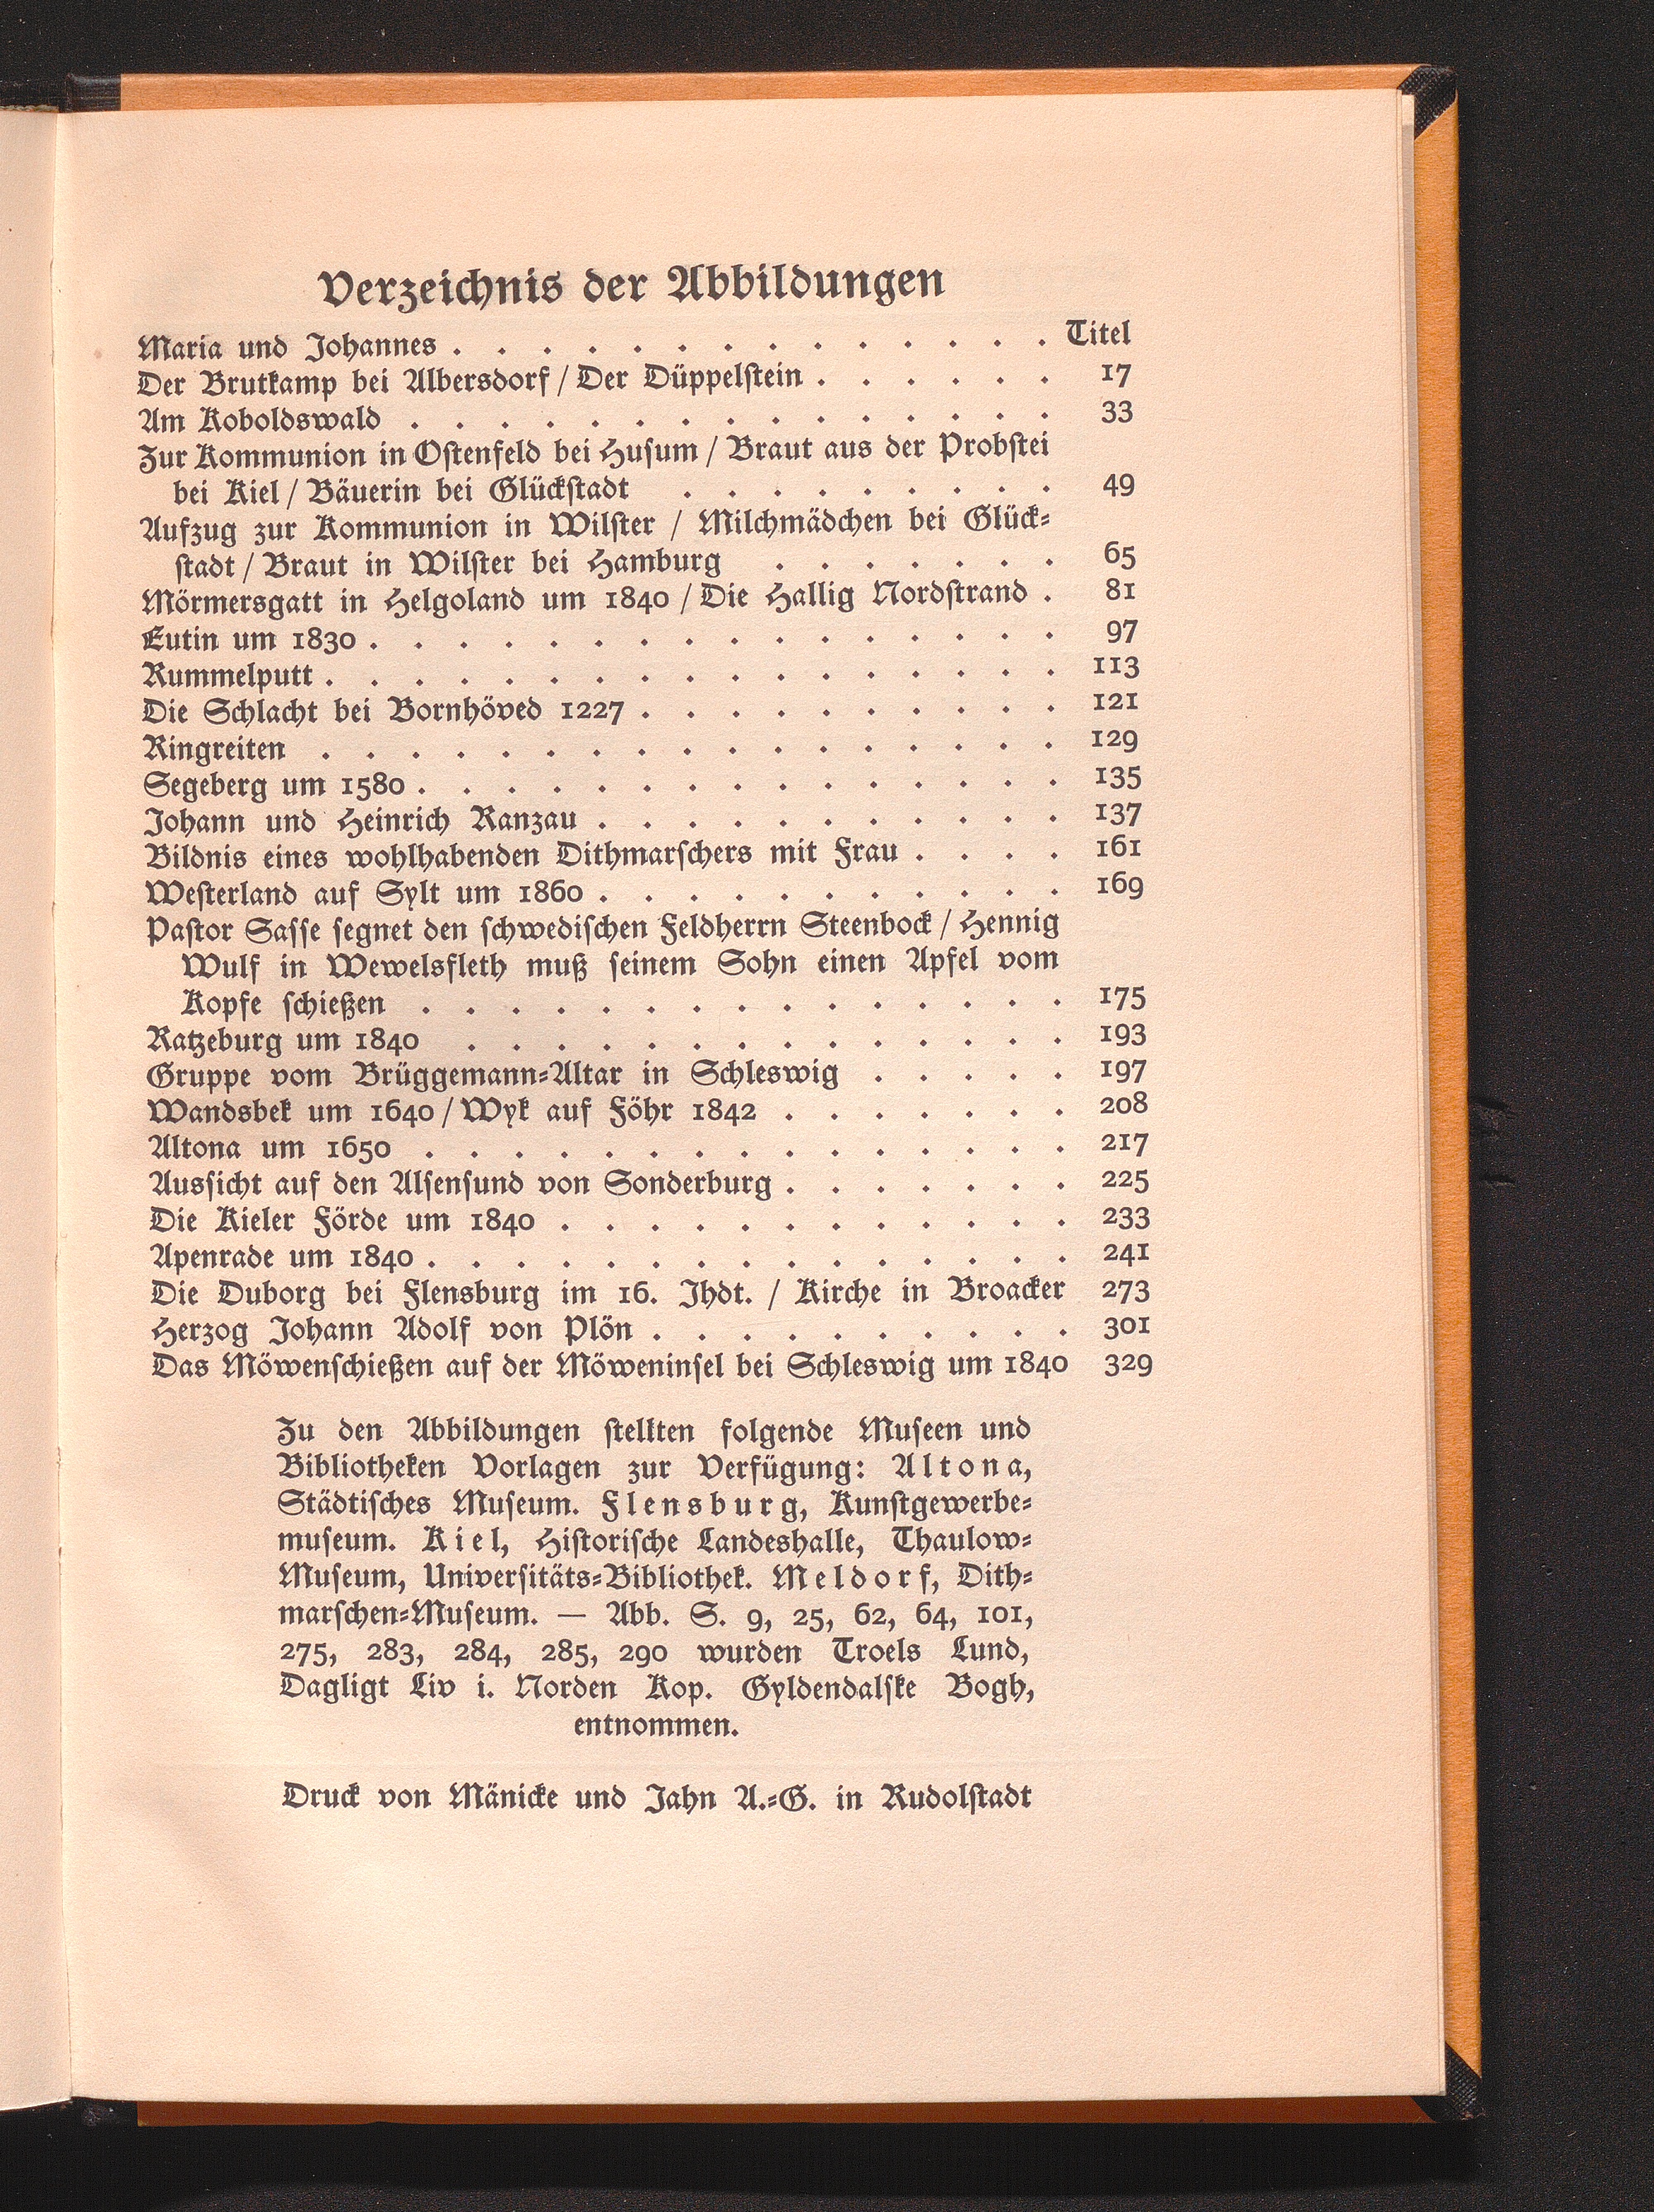 Verzeichnis der Abbildungen
Maria und Johannes . . . . . . . . . . . . . . Titel
Der Brutkamp bei Albersdorf / Der Düppelstein . . . . . . 17
Am Koboldswald . . . . . . . . . . . . . . . 33
Zur Kommunion in Ostenfeld bei Husum / Braut aus der Probstei
bei Kiel / Bäuerin bei Glückstadt . . . . . . . . . 49
Aufzug zur Kommunion in Wilster / Milchmädchen bei Glück-
stadt / Braut in Wilster bei Hamburg . . . . . . . 65
Mörmersgatt in Helgoland um 1840 / Die Hallig Nordstrand . 81
Eutin um 1830 . . . . . . . . . . . . . . . . 97
Rummelputt . . . . . . . . . . . . . . . . . 113
Die Schlacht bei Bornhöved 1227 . . . . . . . . . . 121
Ringreiten . . . . . . . . . . . . . . . . . 129
Segeberg um 1580 . . . . . . . . . . . . . . . 135
Johann und Heinrich Ranzau . . . . . . . . . . . 137
Bildnis eines wohlhabenden Dithmarschers mit Frau . . . . 161
Westerland auf Sylt um 1860 . . . . . . . . . . . 169
Pastor Sasse segnet den schwedischen Feldherrn Steenbock / Hennig
Wulf in Wewelsfleth muß seinem Sohn einen Apfel vom
Kopfe schießen . . . . . . . . . . . . . . . 175
Ratzeburg um 1840 . . . . . . . . . . . . . . 193
Gruppe vom Brüggemann-Altar in Schleswig . . . . . 197
Wandsbek um 1640 / Wyk auf Föhr 1842 . . . . . . . 208
Altona um 1650 . . . . . . . . . . . . . . . 217
Aussicht auf den Alsensund von Sonderburg . . . . . . . 225
Die Kieler Förde um 1840 . . . . . . . . . . . . 233
Apenrade um 1840 . . . . . . . . . . . . . . . 241
Die Duborg bei Flensburg im 16. Jhdt. / Kirche in Broacker 273
Herzog Johann Adolf von Plön . . . . . . . . . . 301
Das Möwenschießen auf der Möweninsel bei Schleswig um 1840 329
Zu den Abbildungen stellten folgende Museen und
Bibliotheken Vorlagen zur Verfügung: Altona,
Städtisches Museum. Flensburg, Kunstgewerbe-
museum. Kiel, Historische Landeshalle, Thaulow-
Museum, Universitäts-Bibliothek. Meldorf, Dith-
marschen-Museum. — Abb. S. 9, 25, 62, 64, 101,
275, 283, 284, 285, 290 wurden Troels Lund,
Dagligt Liv i. Norden Kop. Gyldendalske Bogh,
entnommen.
Druck von Mänicke und Jahn A.-G. in Rudolstadt